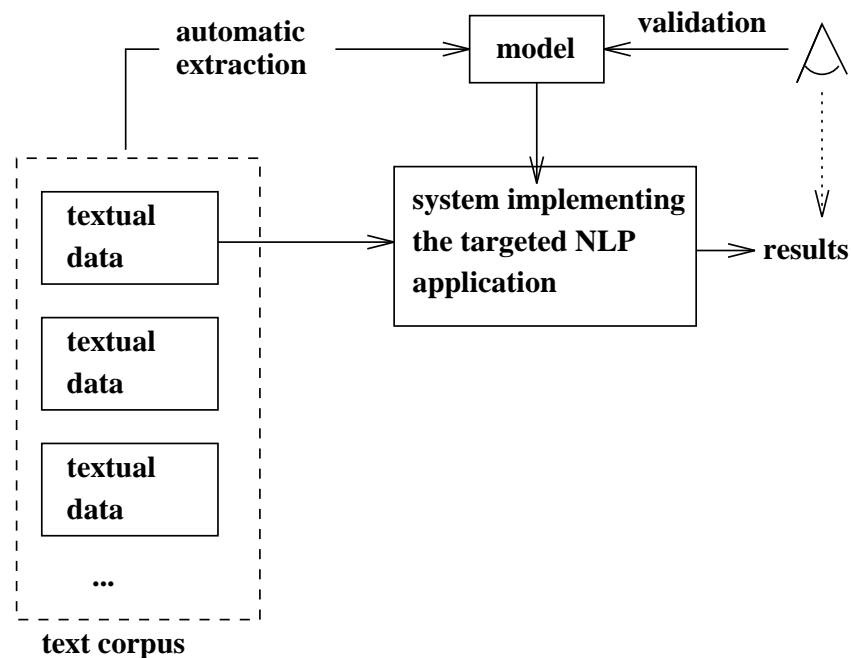 automatic
extraction
model
validation
textual
data
system implementing
the targeted NLP
application
results
textual
data
textual
data
...
text corpus